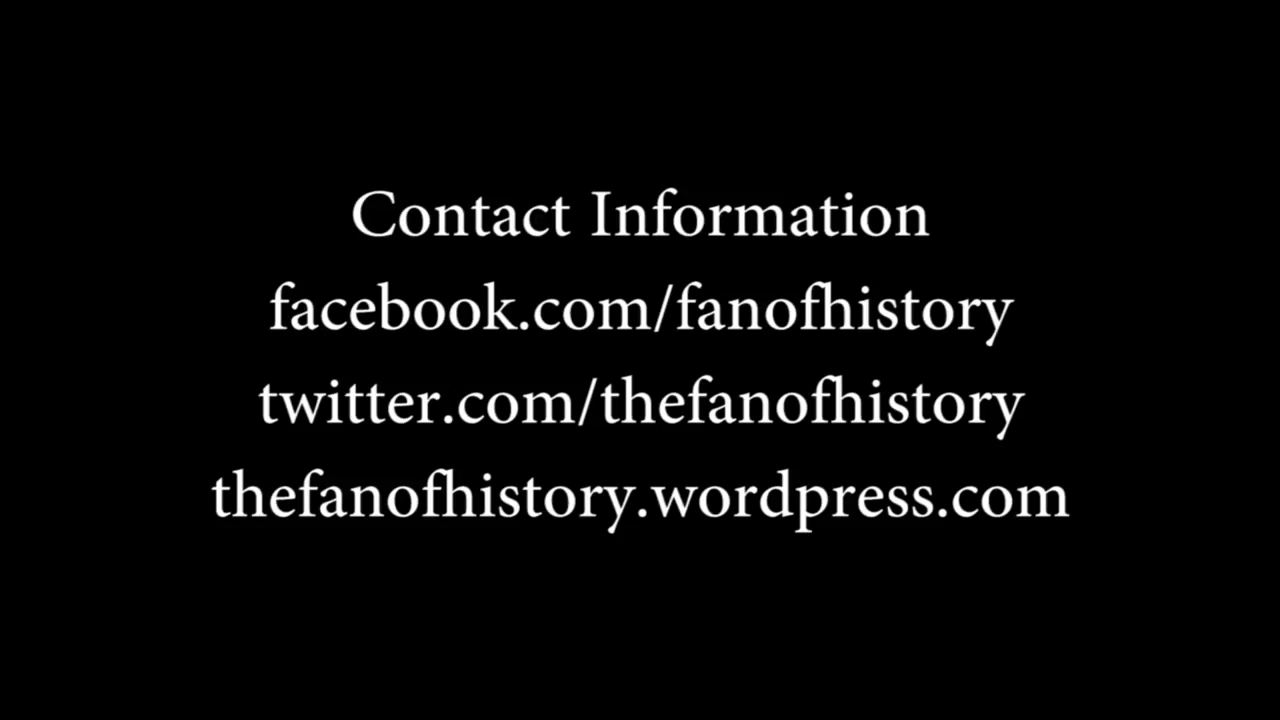 Contact Information
facebook.com/fanofhistory
twitter.com/thefanofhistory
thefanofhistory.wordpress.com